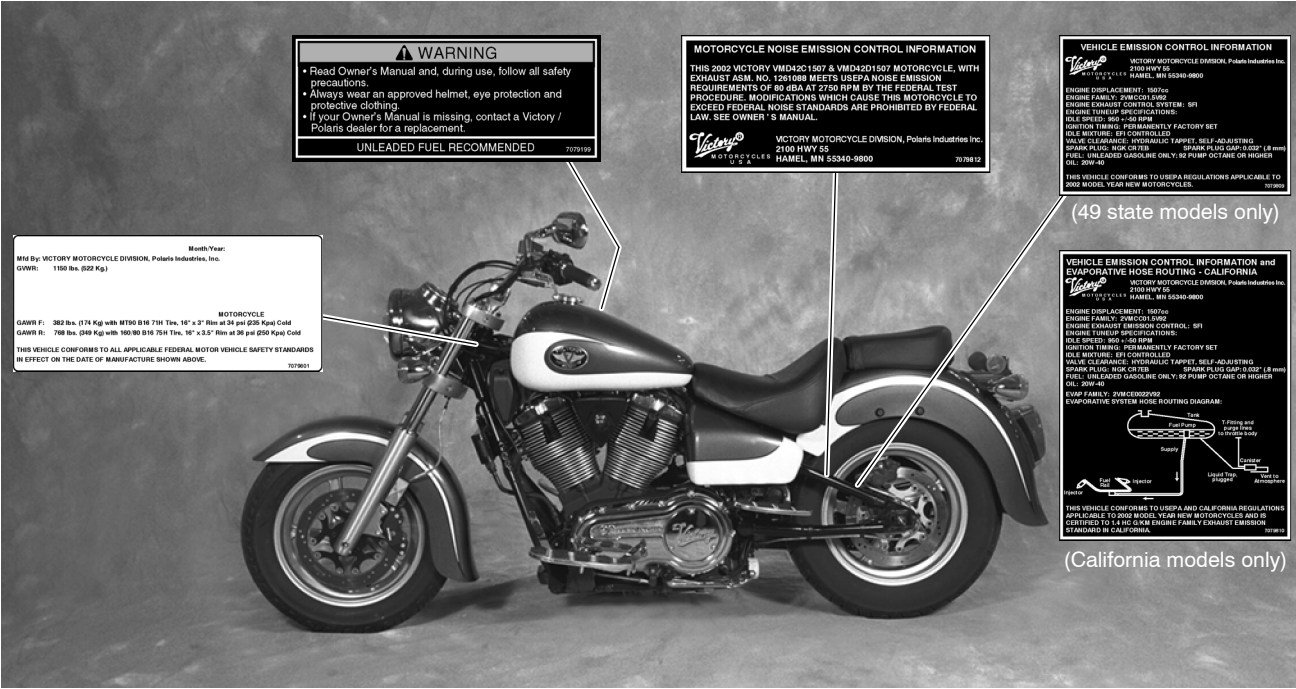 WARNING
• Read Owner's Manual and, during use, follow all safety
precautions.
• Always wear an approved helmet, eye protection and
protective clothing.
• If your Owner's Manual is missing, contact a Victory /
Polaris dealer for a replacement.
UNLEADED FUEL RECOMMENDED 7079199
MOTORCYCLE NOISE EMISSION CONTROL INFORMATION
THIS 2002 VICTORY VMD42C1507 & VMD42D1507 MOTORCYCLE, WITH
EXHAUST ASM. NO. 1261088 MEETS USEPA NOISE EMISSION
REQUIREMENTS OF 80 dBA AT 2750 RPM BY THE FEDERAL TEST
PROCEDURE. MODIFICATIONS WHICH CAUSE THIS MOTORCYCLE TO
EXCEED FEDERAL NOISE STANDARDS ARE PROHIBITED BY FEDERAL
LAW. SEE OWNER ' S MANUAL.
Victory
MOTORCYCLES
USA
VICTORY MOTORCYCLE DIVISION, Polaris Industries Inc.
2100 HWY 55
HAMEL, MN 55340-9800 7079812
VEHICLE EMISSION CONTROL INFORMATION
Victory
MOTORCYCLES
USA
VICTORY MOTORCYCLE DIVISION, Polaris Industries Inc.
2100 HWY 55
HAMEL, MN 55340-9800
ENGINE DISPLACEMENT: 1507cc
ENGINE FAMILY: 2VMCC01.5V92
ENGINE EXHAUST CONTROL SYSTEM: SFI
ENGINE TUNEUP SPECIFICATIONS:
IDLE SPEED: 950 +/-50 RPM
IGNITION TIMING: PERMANENTLY FACTORY SET
IDLE MIXTURE: EFI CONTROLLED
VALVE CLEARANCE: HYDRAULIC TAPPET, SELF-ADJUSTING
SPARK PLUG: NGK CR7EB SPARK PLUG GAP: 0.032" (.8 mm)
FUEL: UNLEADED GASOLINE ONLY; 92 PUMP OCTANE OR HIGHER
OIL: 20W-40
THIS VEHICLE CONFORMS TO USEPA REGULATIONS APPLICABLE TO
2002 MODEL YEAR NEW MOTORCYCLES.
(49 state models only)
Month/Year:
Mfd By: VICTORY MOTORCYCLE DIVISION, Polaris Industries, Inc.
GVWR: 1150 lbs. (522 Kg.)
MOTORCYCLE
GAWR F: 382 lbs. (174 Kg) with MT90 B16 71H Tire, 16" x 3" Rim at 34 psi (235 Kpa) Cold
GAWR R: 768 lbs. (349 Kg) with 160/80 B16 75H Tire, 16" x 3.5" Rim at 36 psi (250 Kpa) Cold
THIS VEHICLE CONFORMS TO ALL APPLICABLE FEDERAL MOTOR VEHICLE SAFETY STANDARDS
IN EFFECT ON THE DATE OF MANUFACTURE SHOWN ABOVE.
7079801
VEHICLE EMISSION CONTROL INFORMATION and
EVAPORATIVE HOSE ROUTING - CALIFORNIA
Victory
MOTORCYCLES
USA
VICTORY MOTORCYCLE DIVISION, Polaris Industries Inc.
2100 HWY 55
HAMEL, MN 55340-9800
ENGINE DISPLACEMENT: 1507cc
ENGINE FAMILY: 2VMCC01.5V92
ENGINE EXHAUST EMISSION CONTROL: SFI
ENGINE TUNEUP SPECIFICATIONS:
IDLE SPEED: 950 +/-50 RPM
IGNITION TIMING: PERMANENTLY FACTORY SET
IDLE MIXTURE: EFI CONTROLLED
VALVE CLEARANCE: HYDRAULIC TAPPET, SELF-ADJUSTING
SPARK PLUG: NGK CR7EB SPARK PLUG GAP: 0.032" (.8 mm)
FUEL: UNLEADED GASOLINE ONLY; 92 PUMP OCTANE OR HIGHER
OIL: 20W-40
EVAP FAMILY: 2VMCE0022V92
EVAPORATIVE SYSTEM HOSE ROUTING DIAGRAM:
Tank
Fuel Pump
T-Fitting and
purge lines
to throttle body
Supply
Canister
Liquid Trap,
plugged
Vent to
Atmosphere
Fuel
Rail
Injector
Injector
THIS VEHICLE CONFORMS TO USEPA AND CALIFORNIA REGULATIONS
APPLICABLE TO 2002 MODEL YEAR NEW MOTORCYCLES AND IS
CERTIFIED TO 1.4 HC G/KM ENGINE FAMILY EXHAUST EMISSION
STANDARD IN CALIFORNIA. 7079810
(California models only)
Victory